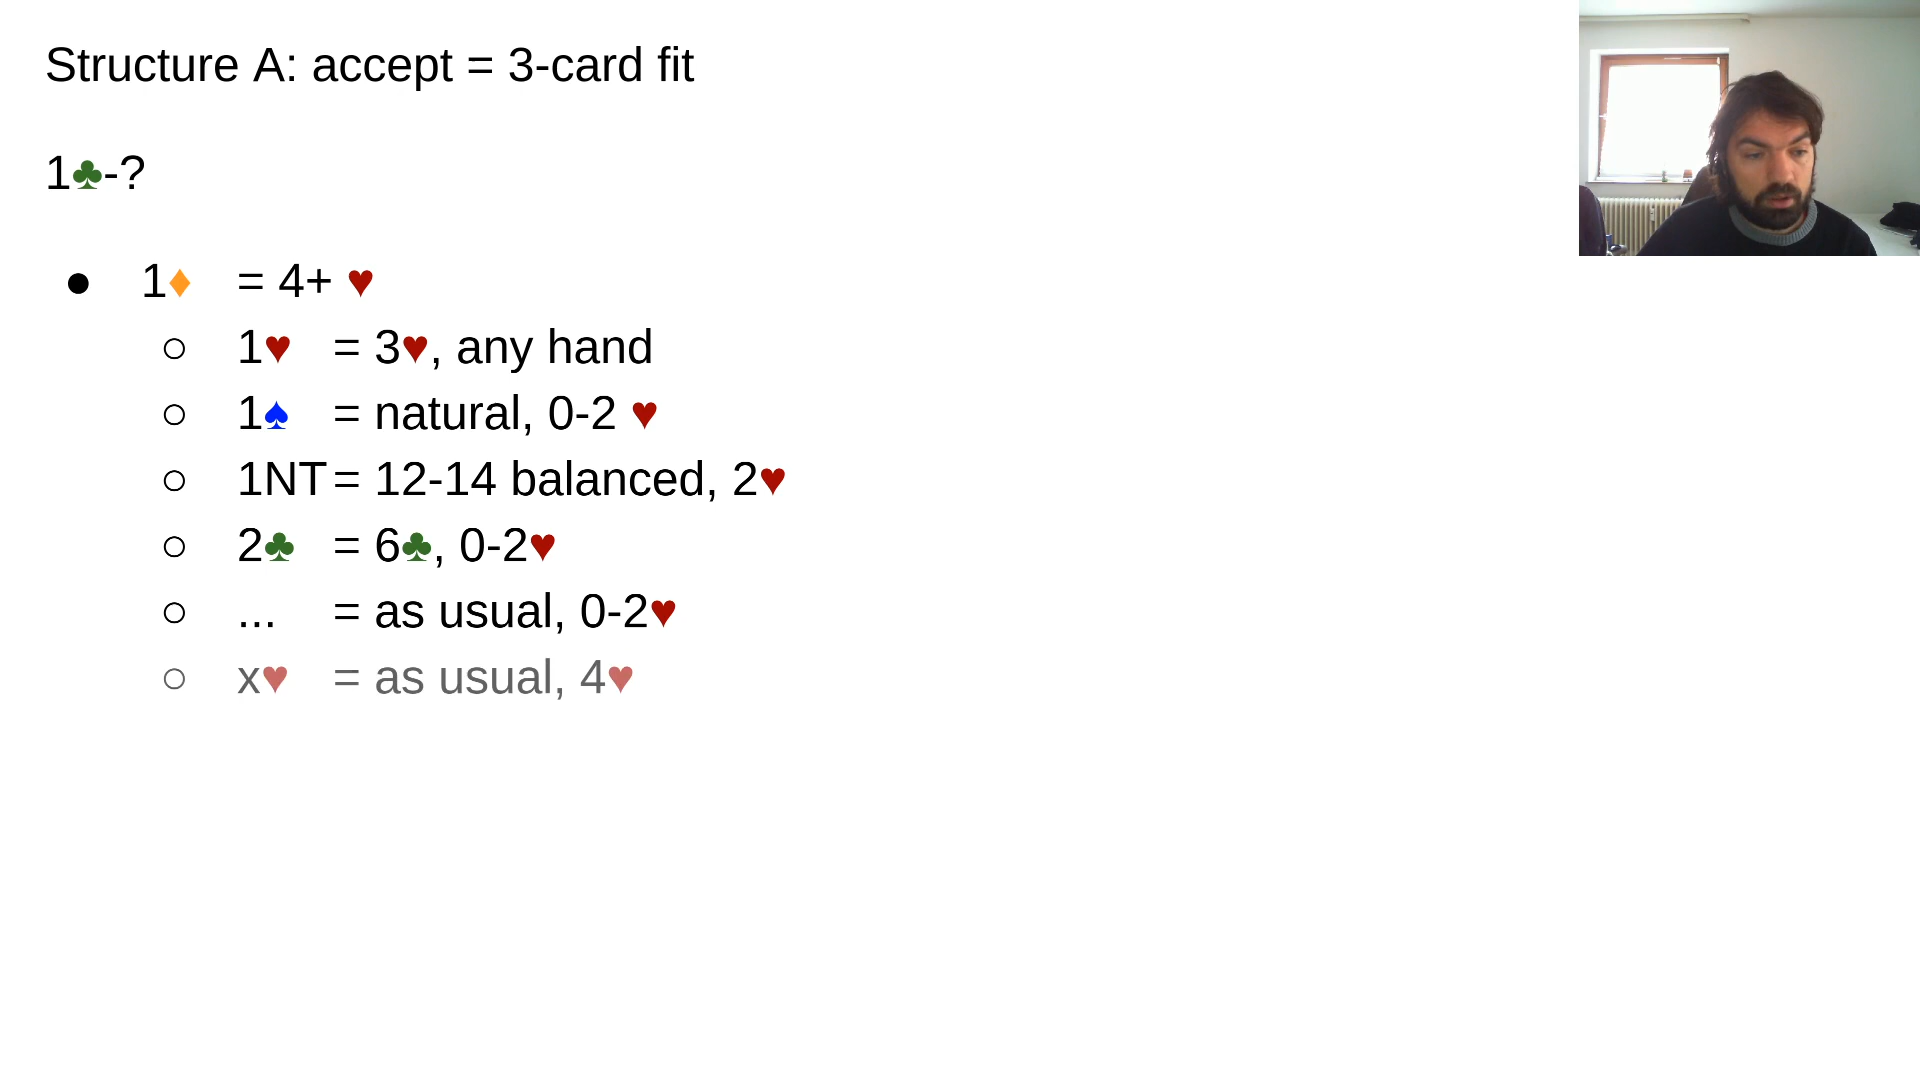 Structure A: accept = 3-card fit
1♣-?
● 1♦ = 4+ ♥
○ 1♥ = 3♥, any hand
○ 1♠ = natural, 0-2 ♥
○ 1NT = 12-14 balanced, 2♥
○ 2♣ = 6♣, 0-2♥
○ ... = as usual, 0-2♥
○ x♥ = as usual, 4♥